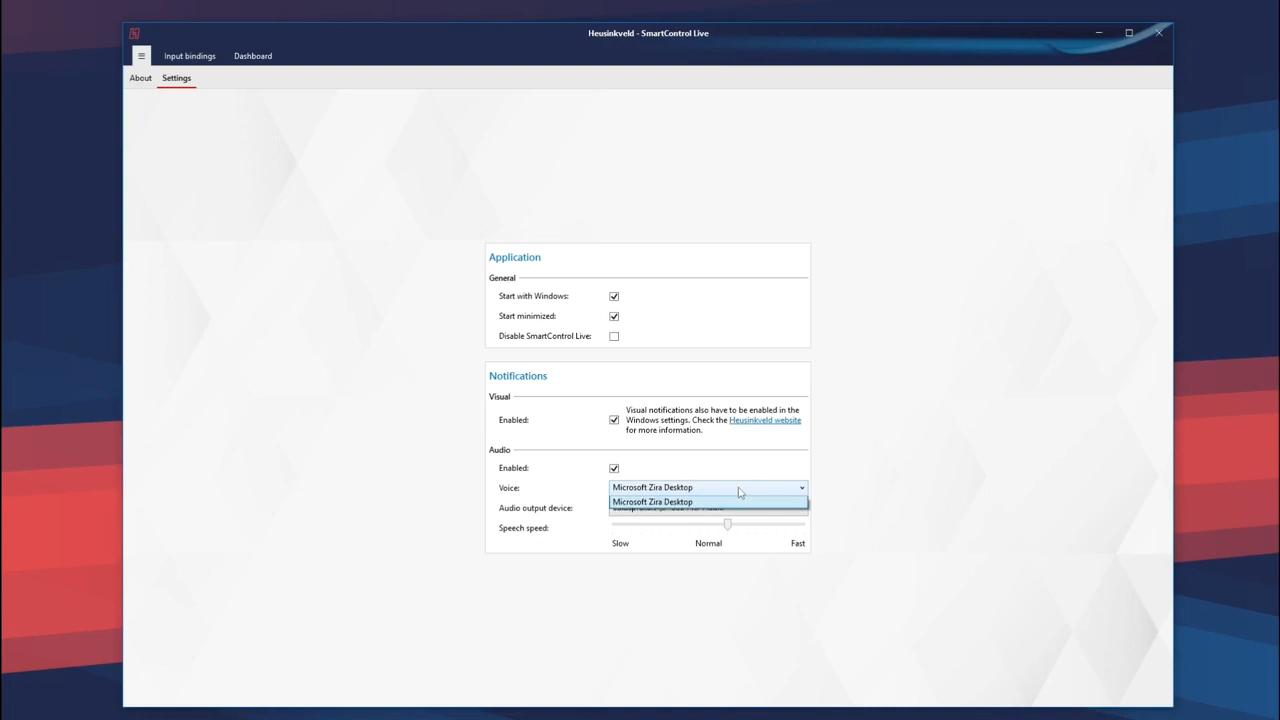 Heusinkveld - SmartControl Live
Input bindings
Dashboard
About
Settings
Application
General
Start with Windows:
Start minimized:
Disable SmartControl Live:
Notifications
Visual
Enabled:
Visual notifications also have to be enabled in the
Windows settings. Check the Heusinkveld website
for more information.
Audio
Enabled:
Voice:
Microsoft Zira Desktop
Microsoft Zira Desktop
Audio output device:
Speech speed:
Slow
Normal
Fast